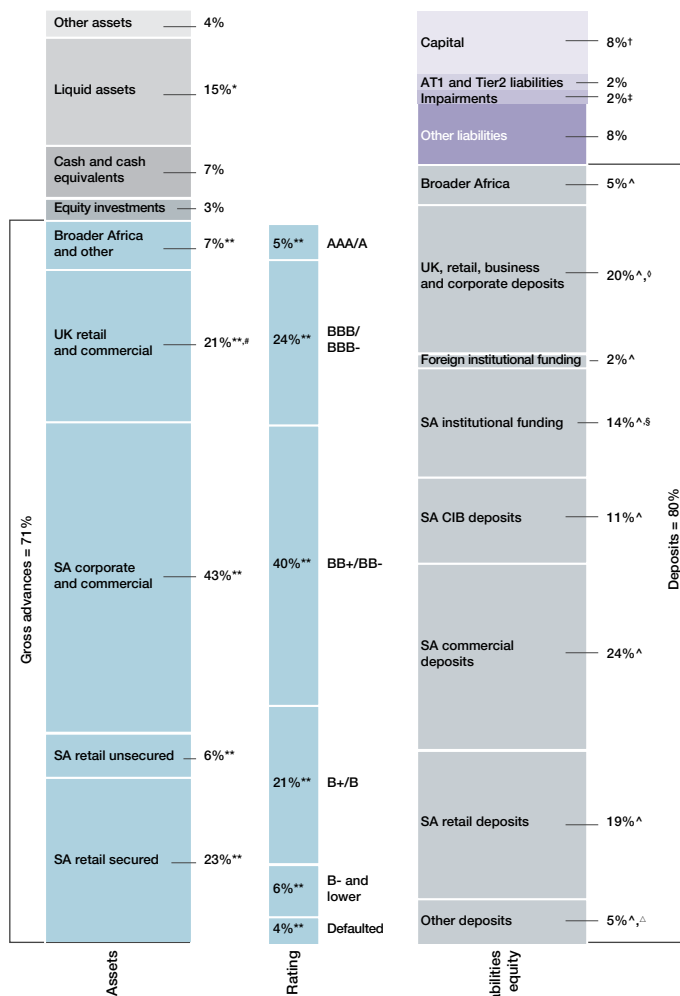 Other assets
4%
Liquid assets
15%*
Cash and cash
equivalents
7%
Equity investments
3%
Broader Africa
and other
7%**
UK retail
and commercial
21%**,#
SA corporate
and commercial
43%**
SA retail unsecured
6%**
SA retail secured
23%**
Gross advances = 71%
Assets
5%**
AAA/A
24%**
BBB/
BBB-
40%**
BB+/BB-
21%**
B+/B
6%**
B- and
lower
4%**
Defaulted
Rating
Capital
8%†
AT1 and Tier2 liabilities
2%
Impairments
2%‡
Other liabilities
8%
Broader Africa
5%^
UK, retail, business
and corporate deposits
20%^,◊
Foreign institutional funding
2%^
SA institutional funding
14%^,§
SA CIB deposits
11%^
SA commercial
deposits
24%^
SA retail deposits
19%^
Other deposits
5%^,△
Deposits = 80%
equity